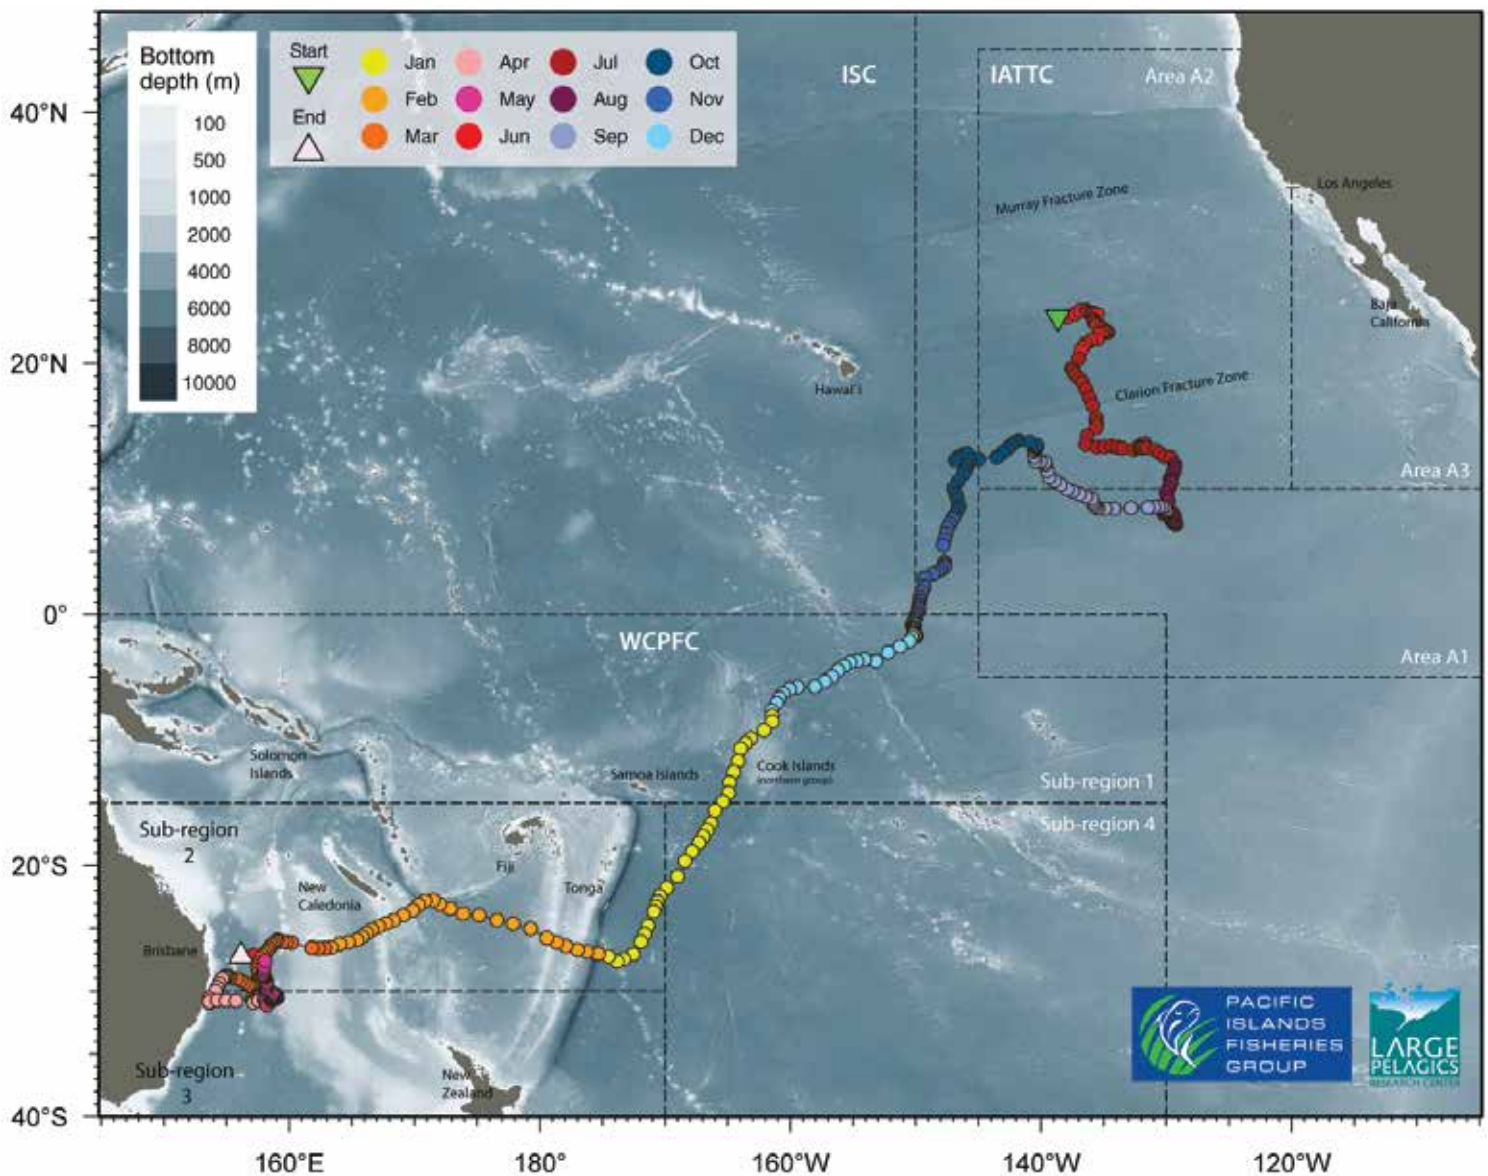 Bottom
depth (m)
100
500
1000
2000
4000
6000
8000
10000
Start
End
Jan
Feb
Mar
Apr
May
Jun
Jul
Aug
Sep
Oct
Nov
Dec
ISC
IATTC
Area A2
Los Angeles
Murray Fracture Zone
Baja
California
Hawai'i
Clarion Fracture Zone
Area A3
WCPFC
Area A1
Solomon
Islands
Samoa Islands
Cook Islands
(northern group)
Sub-region 1
Sub-region 4
Sub-region
2
Fiji
Tonga
New
Caledonia
Brisbane
Sub-region
3
New
Zealand
PACIFIC
ISLANDS
FISHERIES
GROUP
LARGE
PELAGICS
RESEARCH CENTER
40°N
20°N
0°
20°S
40°S
160°E
180°
160°W
140°W
120°W